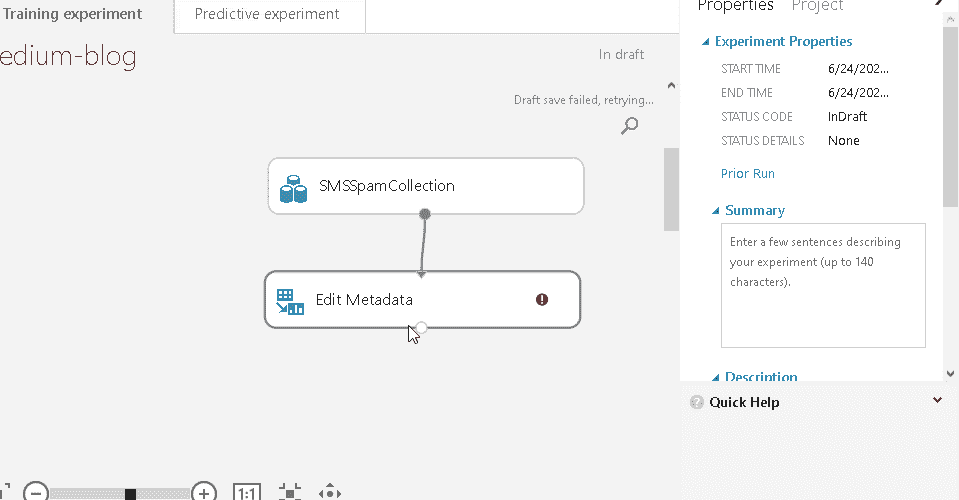 Training experiment
Predictive experiment
edium-blog
In draft
Draft save failed, retrying...
SMSSpamCollection
Edit Metadata
1:1
Properties Project
Experiment Properties
START TIME 6/24/202...
END TIME 6/24/202...
STATUS CODE InDraft
STATUS DETAILS None
Prior Run
Summary
Enter a few sentences describing
your experiment (up to 140
characters).
Description
Quick Help